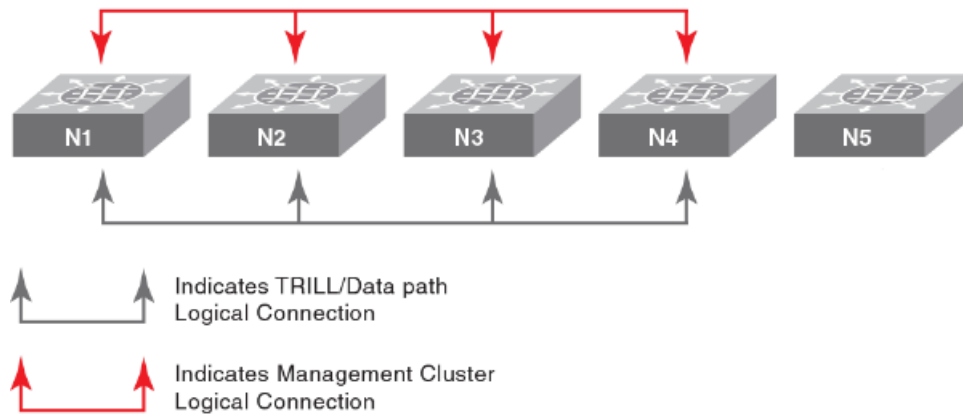 N1 N2 N3 N4 N5
Indicates TRILL/Data path
Logical Connection
Indicates Management Cluster
Logical Connection